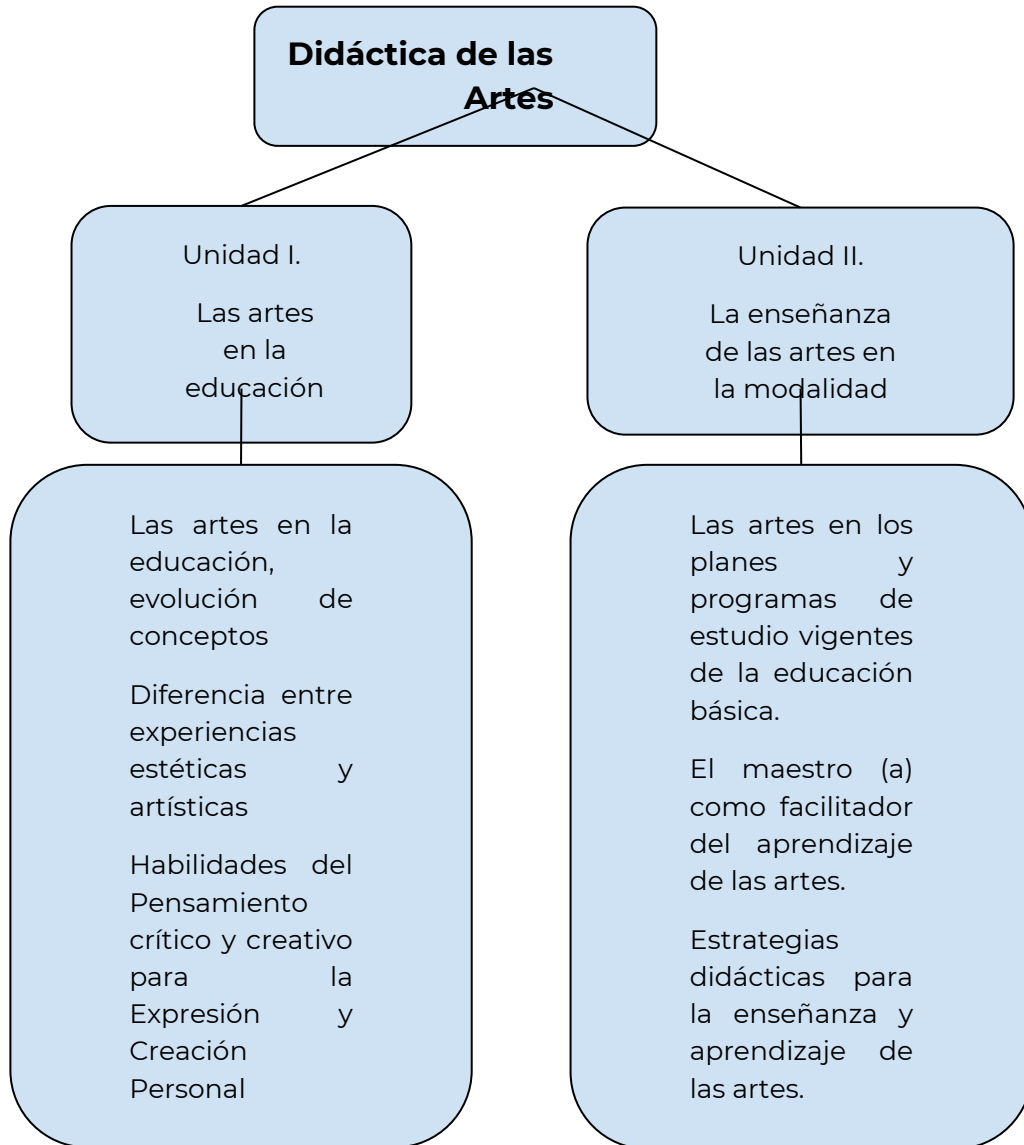 Didáctica de las
Artes
Unidad I.
Las artes
en la
educación
Unidad II.
La enseñanza
de las artes en
la modalidad
Las artes en la
educación,
evolución de
conceptos
Diferencia entre
experiencias
estéticas y
artísticas
Habilidades del
Pensamiento
crítico y creativo
para la
Expresión y
Creación
Personal
Las artes en los
planes y
programas de
estudio vigentes
de la educación
básica.
El maestro (a)
como facilitador
del aprendizaje
de las artes.
Estrategias
didácticas para
la enseñanza y
aprendizaje de
las artes.